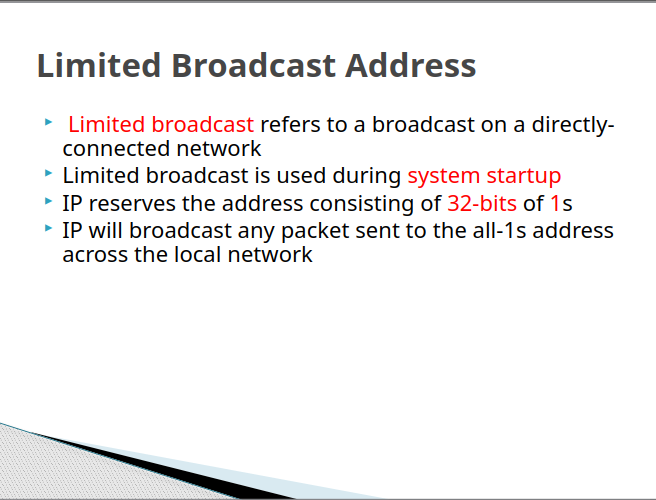 Limited Broadcast Address
Limited broadcast refers to a broadcast on a directly-
connected network
Limited broadcast is used during system startup
IP reserves the address consisting of 32-bits of 1s
IP will broadcast any packet sent to the all-1s address
across the local network